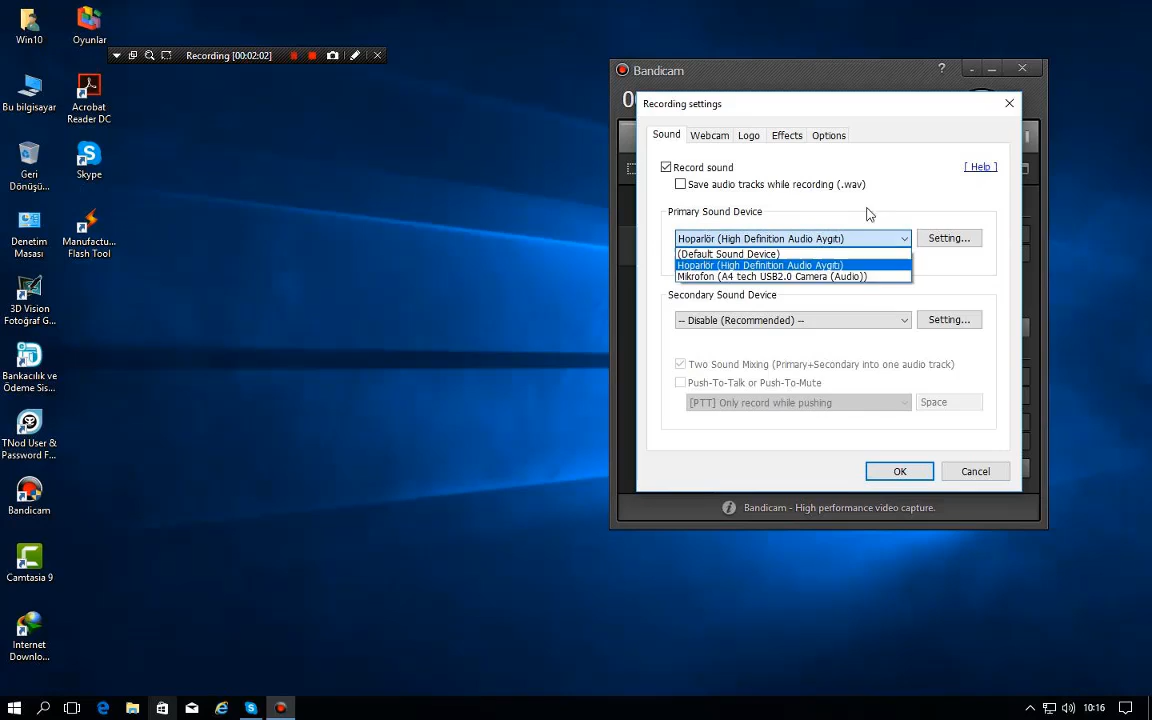 Win10
Oyunlar
Bu bilgisayar
Acrobat
Reader DC
Geri
Dönüşü...
Skype
Denetim
Masası
Manufactu...
Flash Tool
3D Vision
Fotoğraf G...
Bankacılık ve
Ödeme Sis...
TNod User &
Password F...
Bandicam
Camtasia 9
Internet
Downlo...
Recording [00:02:02]
Bandicam
?
Recording settings
Sound
Webcam
Logo
Effects
Options
Record sound
[ Help ]
Save audio tracks while recording (.wav)
Primary Sound Device
Hoparlör (High Definition Audio Aygıtı)
Setting...
(Default Sound Device)
Hoparlör (High Definition Audio Aygıtı)
Mikrofon (A4 tech USB2.0 Camera (Audio))
Secondary Sound Device
-- Disable (Recommended) --
Setting...
Two Sound Mixing (Primary+Secondary into one audio track)
Push-To-Talk or Push-To-Mute
[PTT] Only record while pushing
Space
OK
Cancel
Bandicam - High performance video capture.
10:16